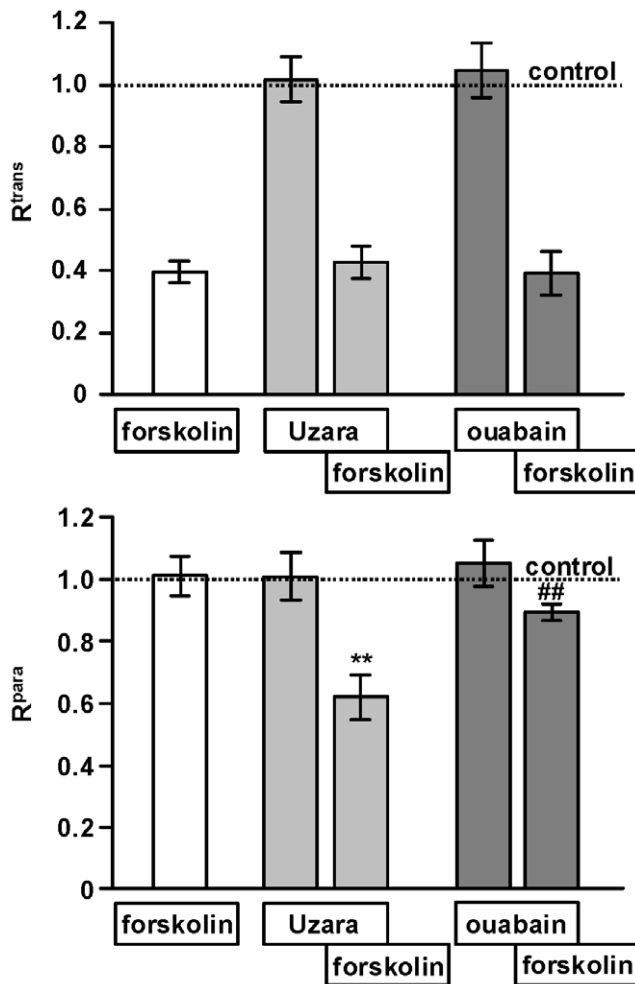 1.2
control
1.0
0.8
R^trans
0.6
0.4
0.2
0
forskolin Uzara ouabain
forskolin forskolin
1.2
control
1.0
##
0.8
**
R^para
0.6
0.4
0.2
0
forskolin Uzara ouabain
forskolin forskolin